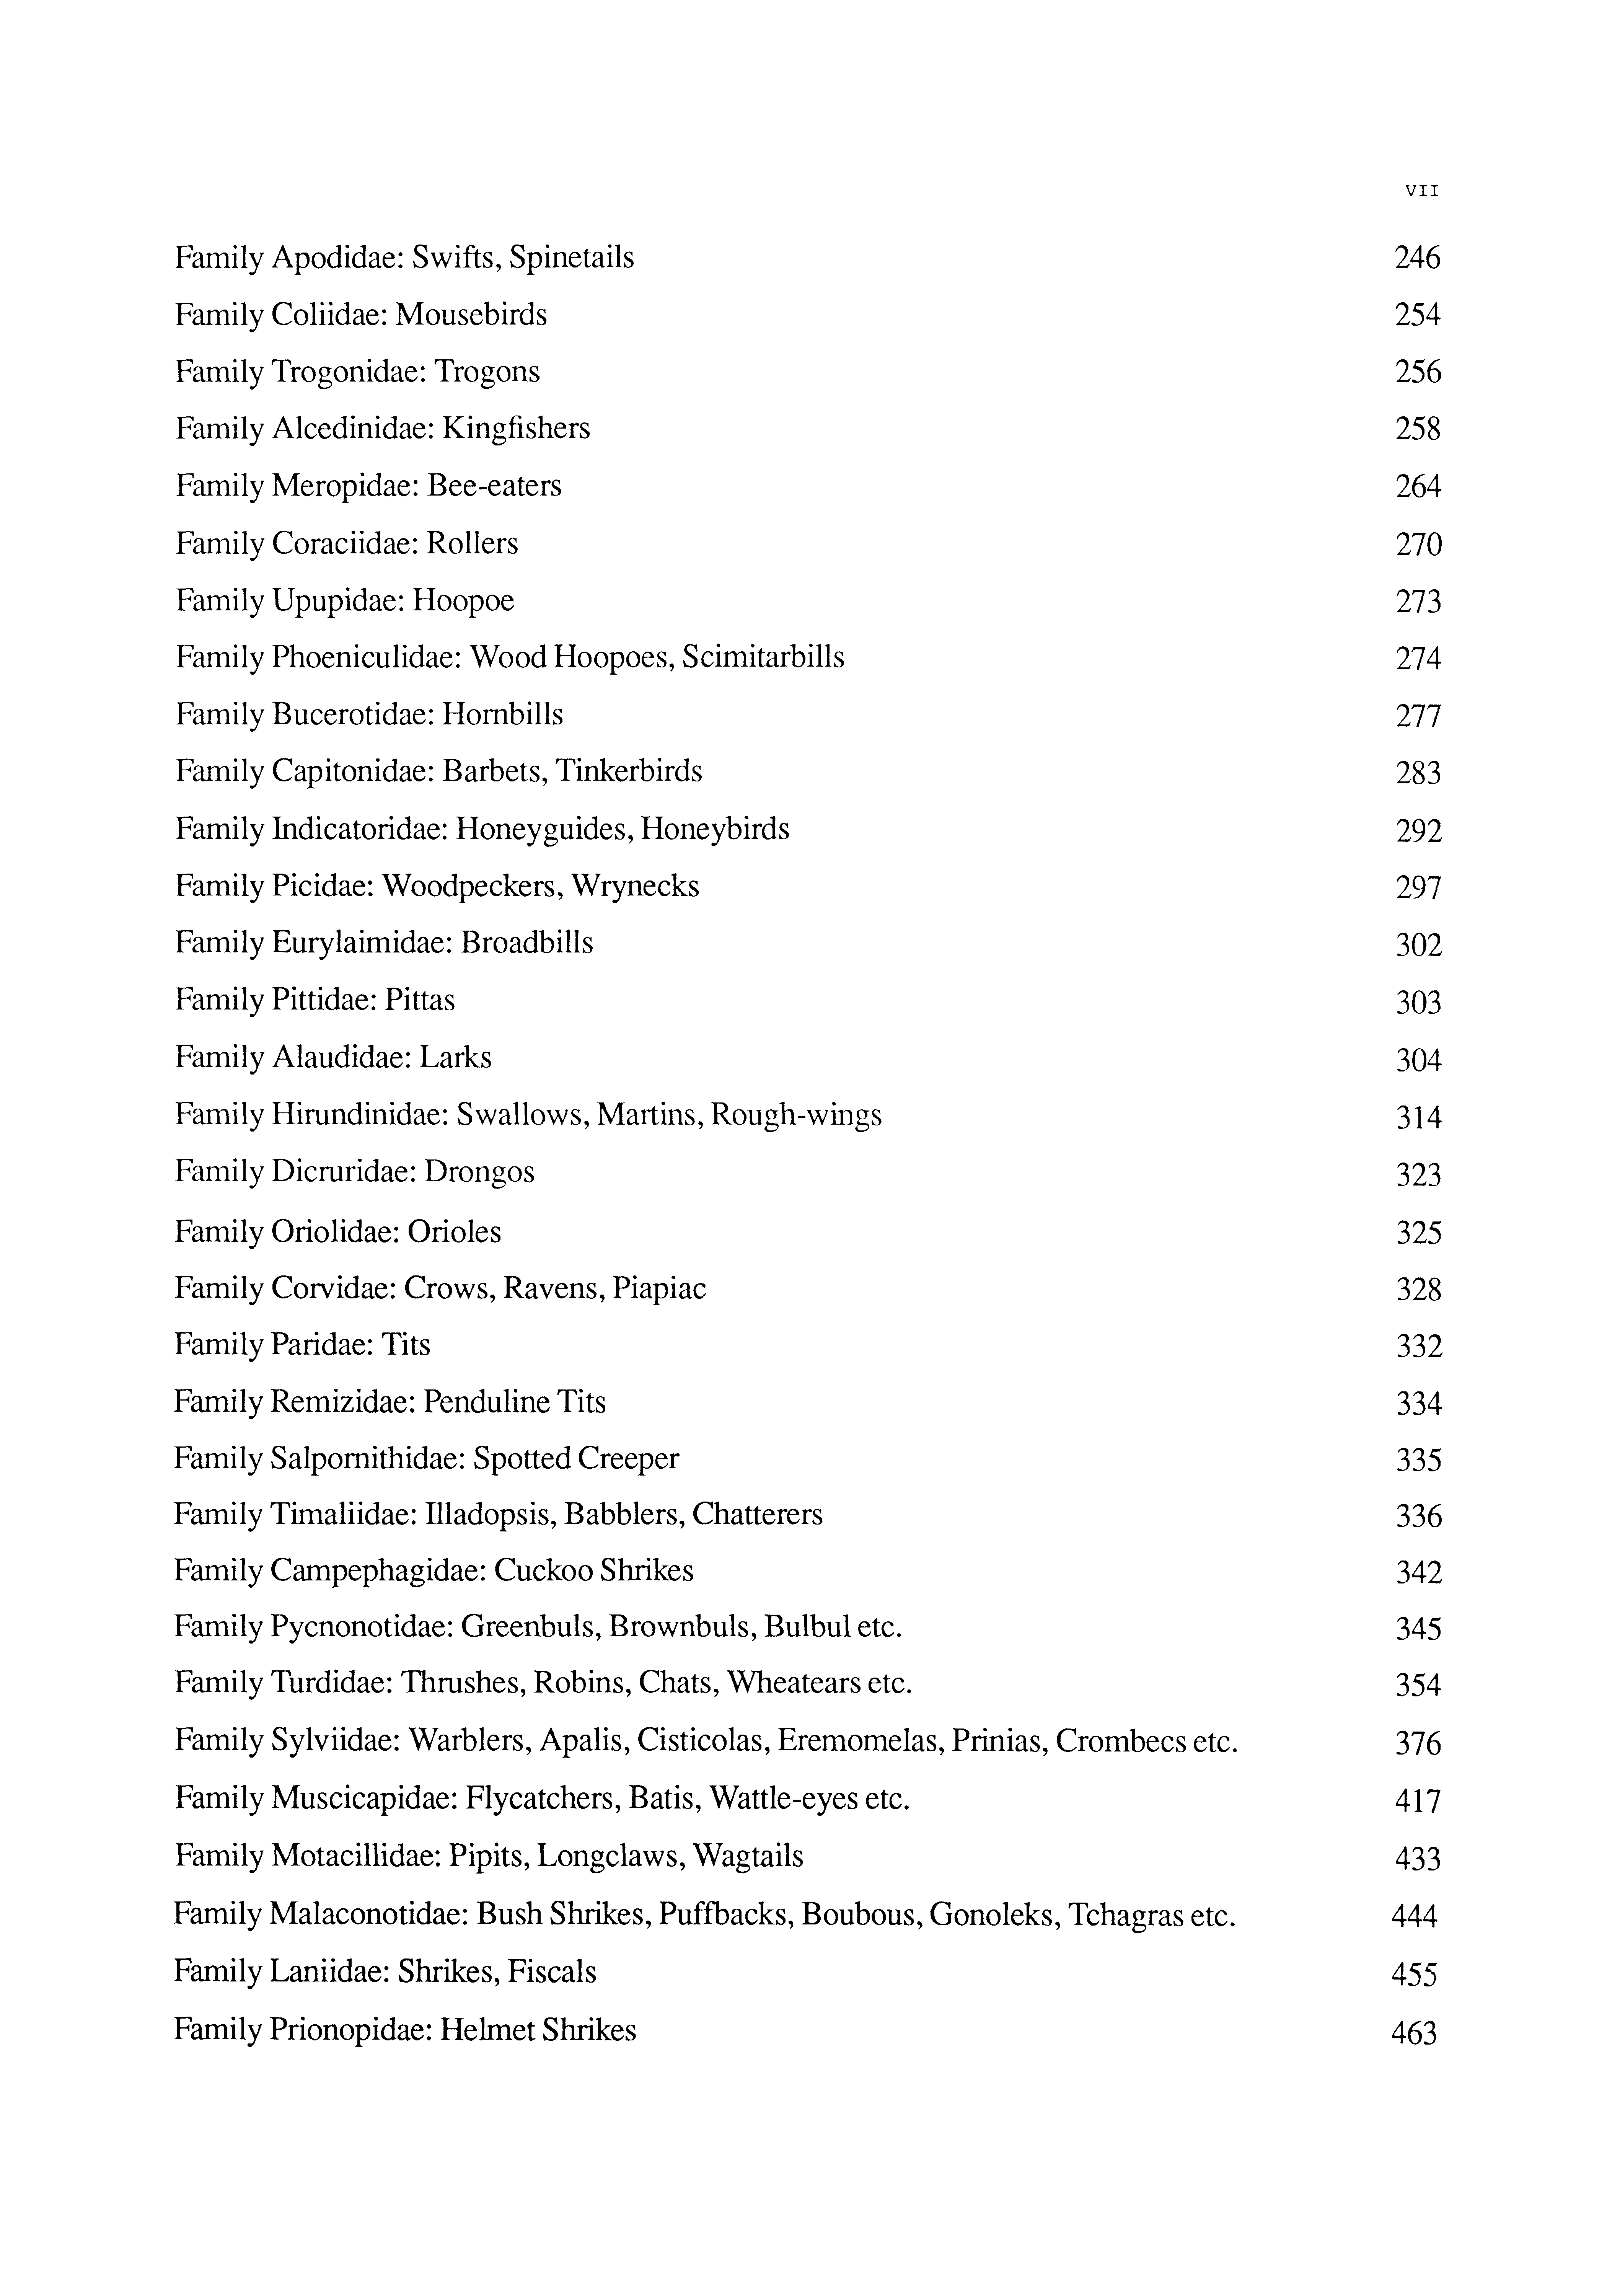 vii
Family Apodidae: Swifts, Spinetails 246
Family Coliidae: Mousebirds 254
Family Trogonidae: Trogons 256
Family Alcedinidae: Kingfishers 258
Family Meropidae: Bee-eaters 264
Family Coraciidae: Rollers 270
Family Upupidae: Hoopoe 273
Family Phoeniculidae: Wood Hoopoes, Scimitarbills 274
Family Bucerotidae: Hornbills 277
Family Capitonidae: Barbets, Tinkerbirds 283
Family Indicatoridae: Honeyguides, Honeybirds 292
Family Picidae: Woodpeckers, Wrynecks 297
Family Eurylaimidae: Broadbills 302
Family Pittidae: Pittas 303
Family Alaudidae: Larks 304
Family Hirundinidae: Swallows, Martins, Rough-wings 314
Family Dicruridae: Drongos 323
Family Oriolidae: Orioles 325
Family Corvidae: Crows, Ravens, Piapiac 328
Family Paridae: Tits 332
Family Remizidae: Penduline Tits 334
Family Salpornithidae: Spotted Creeper 335
Family Timaliidae: Illadopsis, Babblers, Chatterers 336
Family Campephagidae: Cuckoo Shrikes 342
Family Pycnonotidae: Greenbuls, Brownbuls, Bulbul etc. 345
Family Turdidae: Thrushes, Robins, Chats, Wheatears etc. 354
Family Sylviidae: Warblers, Apalis, Cisticolas, Eremomelas, Prinias, Crombecs etc. 376
Family Muscicapidae: Flycatchers, Batis, Wattle-eyes etc. 417
Family Motacillidae: Pipits, Longclaws, Wagtails 433
Family Malaconotidae: Bush Shrikes, Puffbacks, Boubous, Gonoleks, Tchagras etc. 444
Family Laniidae: Shrikes, Fiscals 455
Family Prionopidae: Helmet Shrikes 463